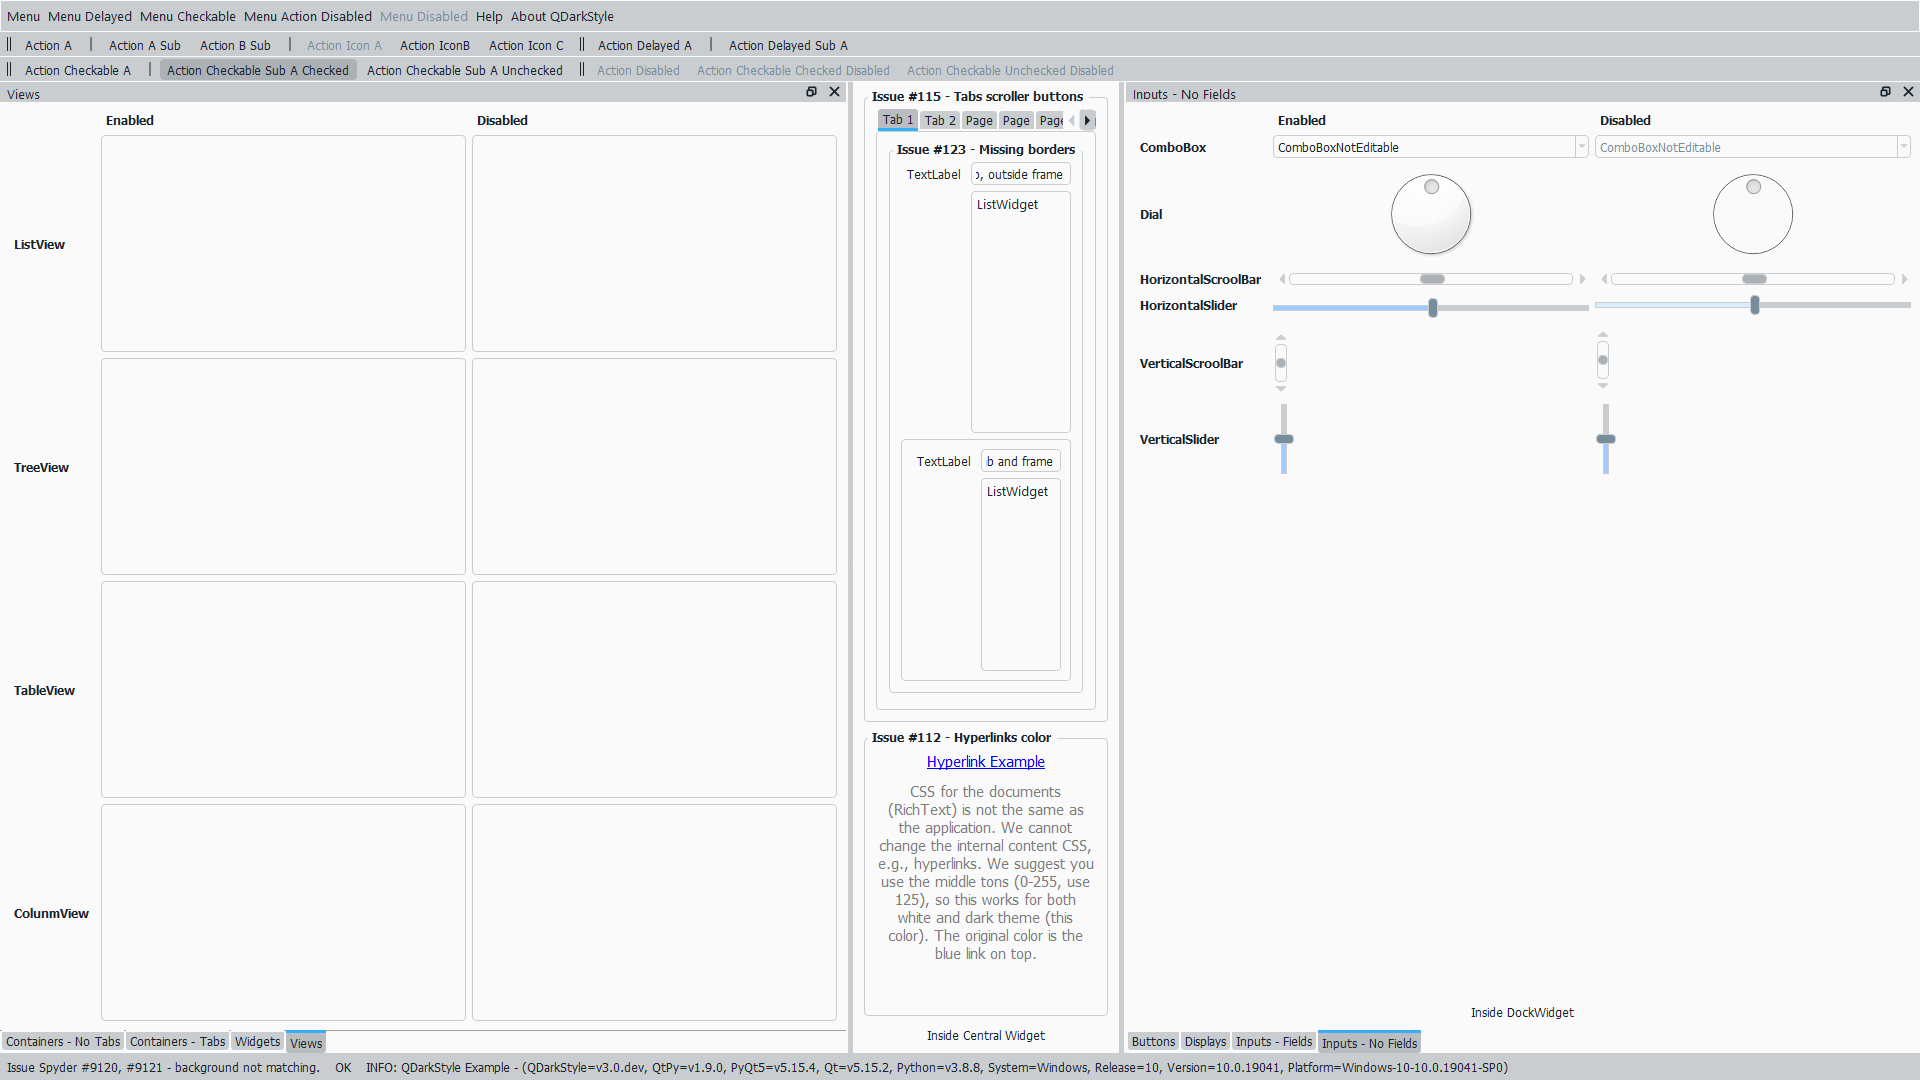 Menu Menu Delayed Menu Checkable Menu Action Disabled Menu Disabled Help About QDarkStyle
Action A Action A Sub Action B Sub Action Icon A Action IconB Action Icon C Action Delayed A Action Delayed Sub A
Action Checkable A Action Checkable Sub A Checked Action Checkable Sub A Unchecked Action Disabled Action Checkable Checked Disabled Action Checkable Unchecked Disabled
Views
Enabled Disabled
ListView
TreeView
TableView
ColunmView
Containers - No Tabs Containers - Tabs Widgets Views
Issue #115 - Tabs scroller buttons
Tab 1 Tab 2 Page Page Page
Issue #123 - Missing borders
TextLabel , outside frame
ListWidget
TextLabel b and frame
ListWidget
Issue #112 - Hyperlinks color
Hyperlink Example
CSS for the documents
(RichText) is not the same as
the application. We cannot
change the internal content CSS,
e.g., hyperlinks. We suggest you
use the middle tons (0-255, use
125), so this works for both
white and dark theme (this
color). The original color is the
blue link on top.
Inside Central Widget
Inputs - No Fields
Enabled Disabled
ComboBox ComboBoxNotEditable ComboBoxNotEditable
Dial
HorizontalScroolBar
HorizontalSlider
VerticalScroolBar
VerticalSlider
Inside DockWidget
Buttons Displays Inputs - Fields Inputs - No Fields
Issue Spyder #9120, #9121 - background not matching. OK INFO: QDarkStyle Example - (QDarkStyle=v3.0.dev, QtPy=v1.9.0, PyQt5=v5.15.4, Qt=v5.15.2, Python=v3.8.8, System=Windows, Release=10, Version=10.0.19041, Platform=Windows-10-10.0.19041-SP0)